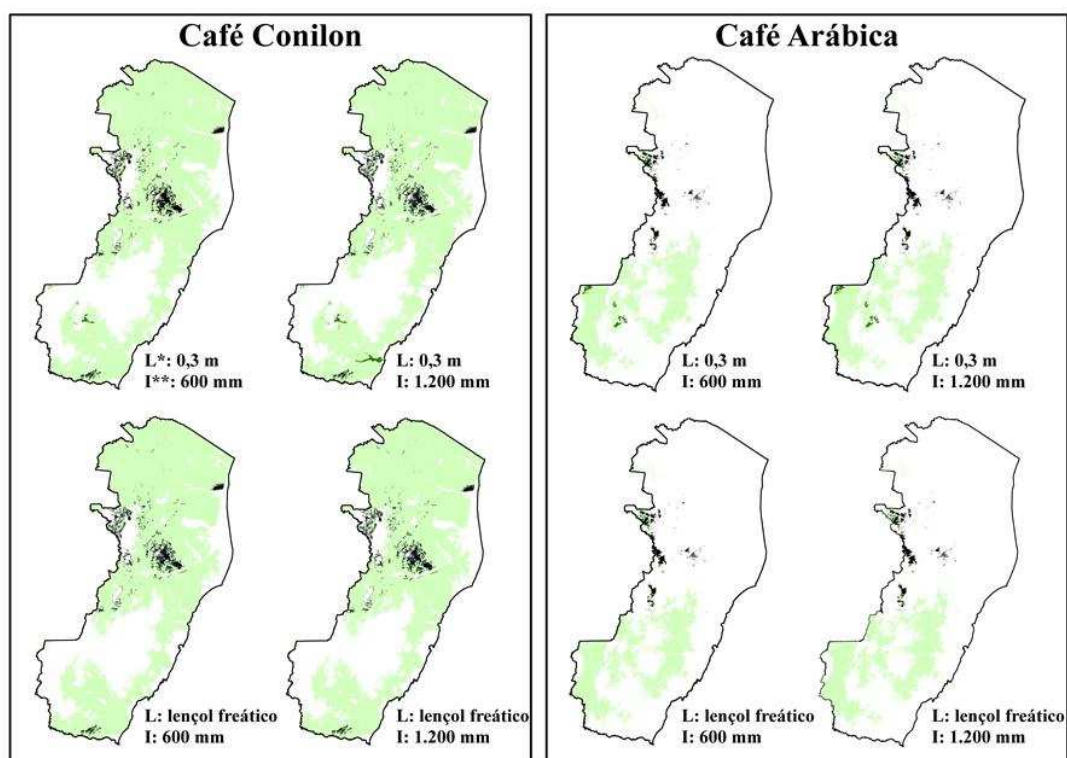 Café Conilon
L*: 0,3 m
I**: 600 mm
L: 0,3 m
I: 1.200 mm
L: lençol freático
I: 600 mm
L: lençol freático
I: 1.200 mm
Café Arábica
L: 0,3 m
I: 600 mm
L: 0,3 m
I: 1.200 mm
L: lençol freático
I: 600 mm
L: lençol freático
I: 1.200 mm